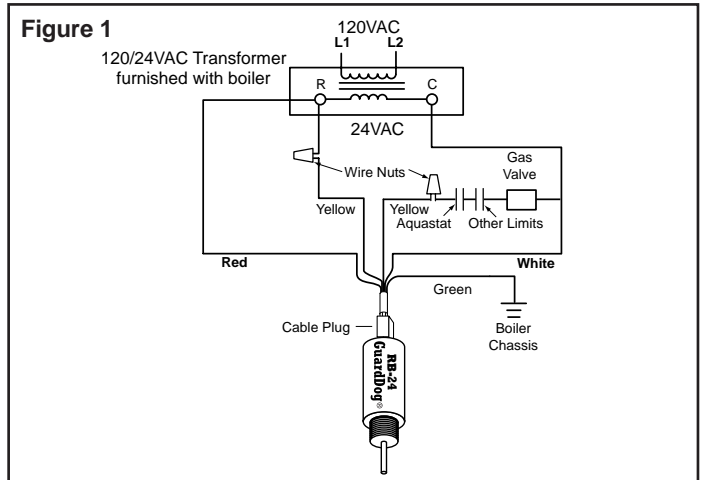 Figure 1
120VAC
L1 L2
120/24VAC Transformer
furnished with boiler
R C
24VAC
Gas
Valve
Wire Nuts
Yellow
Yellow
Aquastat
Other Limits
Red
White
Green
Cable Plug
Boiler
Chassis
RB-24
GuardDog®